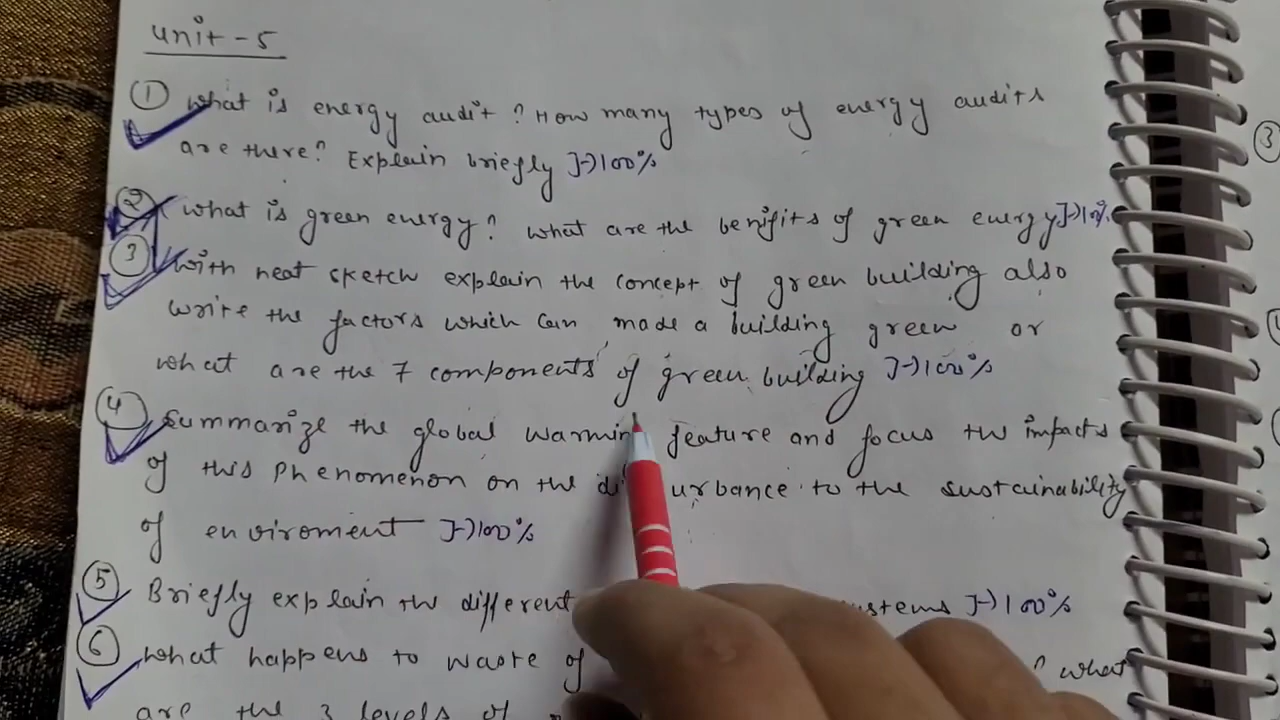 Unit - 5
① What is energy audit? How many types of energy audits
are there? Explain briefly ]→100%
② What is green energy? What are the benifits of green energy]→10%.
③ With neat sketch explain the concept of green building also
write the factors which can made a building green or
what are the 7 components of green building ]→100%
④ Summarize the global warming feature and focus the impacts
of this phenomenon on the disturbance to the sustainability
of enviroment ]→100%
⑤ Briefly explain the different ystems ]→100%
⑥ What happens to waste of ? what
are the 3 levels of
③